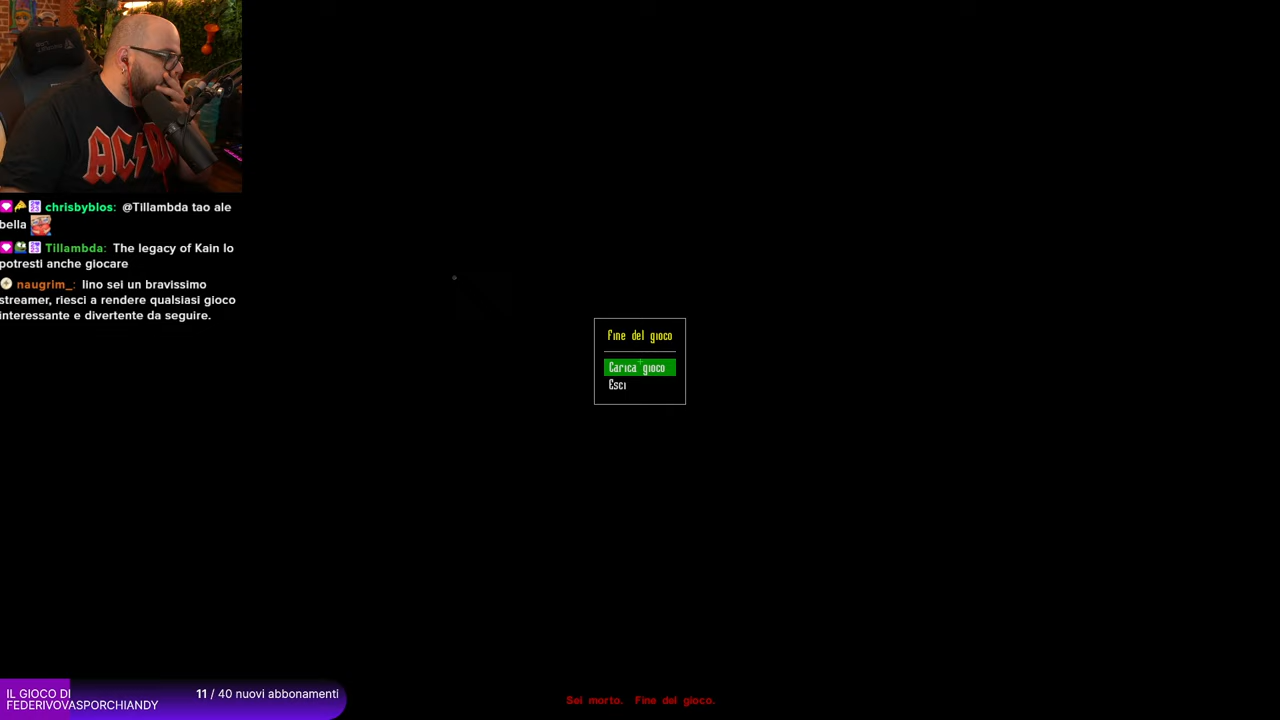 AC/D
chrisbyblos: @Tillambda tao ale
bella
Tillambda: The legacy of Kain lo
potresti anche giocare
naugrim_: lino sei un bravissimo
streamer, riesci a rendere qualsiasi gioco
interessante e divertente da seguire.
Fine del gioco
Carica gioco
Esci
IL GIOCO DI
FEDERIVOVASPORCHIANDY
11 / 40 nuovi abbonamenti
Sei morto. Fine del gioco.